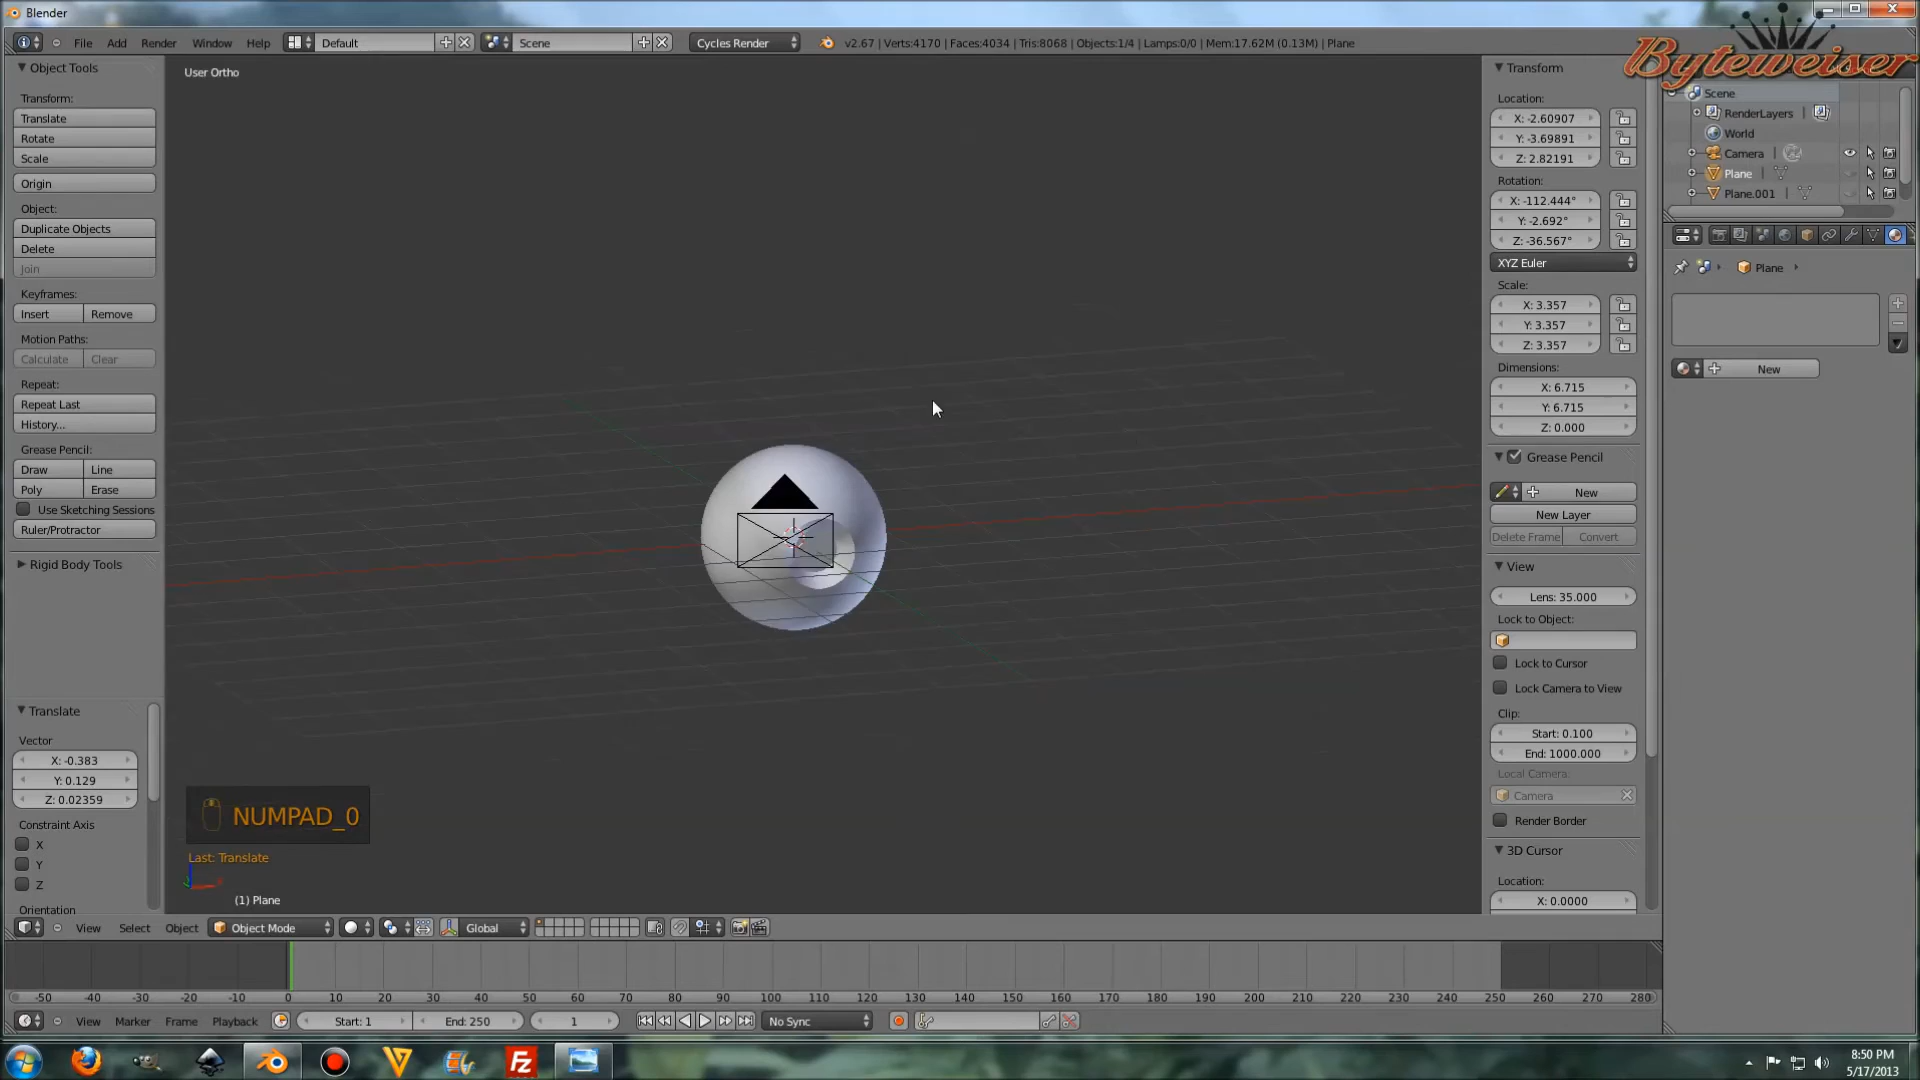 Blender
Byteweiser
File Add Render Window Help Default Scene Cycles Render v2.67 | Verts:4170 | Faces:4034 | Tris:8068 | Objects:1/4 | Lamps:0/0 | Mem:17.62M (0.13M) | Plane
Object Tools
Transform:
Translate
Rotate
Scale
Origin
Object:
Duplicate Objects
Delete
Join
Keyframes:
Insert Remove
Motion Paths:
Calculate Clear
Repeat:
Repeat Last
History...
Grease Pencil:
Draw Line
Poly Erase
Use Sketching Sessions
Ruler/Protractor
Rigid Body Tools
Translate
Vector
X: -0.383
Y: 0.129
Z: 0.02359
Constraint Axis
X
Y
Z
Orientation
User Ortho
NUMPAD_0
Last: Translate
(1) Plane
Transform
Location:
X: -2.60907
Y: -3.69891
Z: 2.82191
Rotation:
X: -112.444°
Y: -2.692°
Z: -36.567°
XYZ Euler
Scale:
X: 3.357
Y: 3.357
Z: 3.357
Dimensions:
X: 6.715
Y: 6.715
Z: 0.000
Grease Pencil
New
New Layer
Delete Frame Convert
View
Lens: 35.000
Lock to Object:
Lock to Cursor
Lock Camera to View
Clip:
Start: 0.100
End: 1000.000
Local Camera:
Camera
Render Border
3D Cursor
Location:
X: 0.0000
Scene
RenderLayers
World
Camera
Plane
Plane.001
Plane
New
View Select Object Object Mode Global
-50 -40 -30 -20 -10 0 10 20 30 40 50 60 70 80 90 100 110 120 130 140 150 160 170 180 190 200 210 220 230 240 250 260 270 280
View Marker Frame Playback Start: 1 End: 250 1 No Sync
8:50 PM
5/17/2013